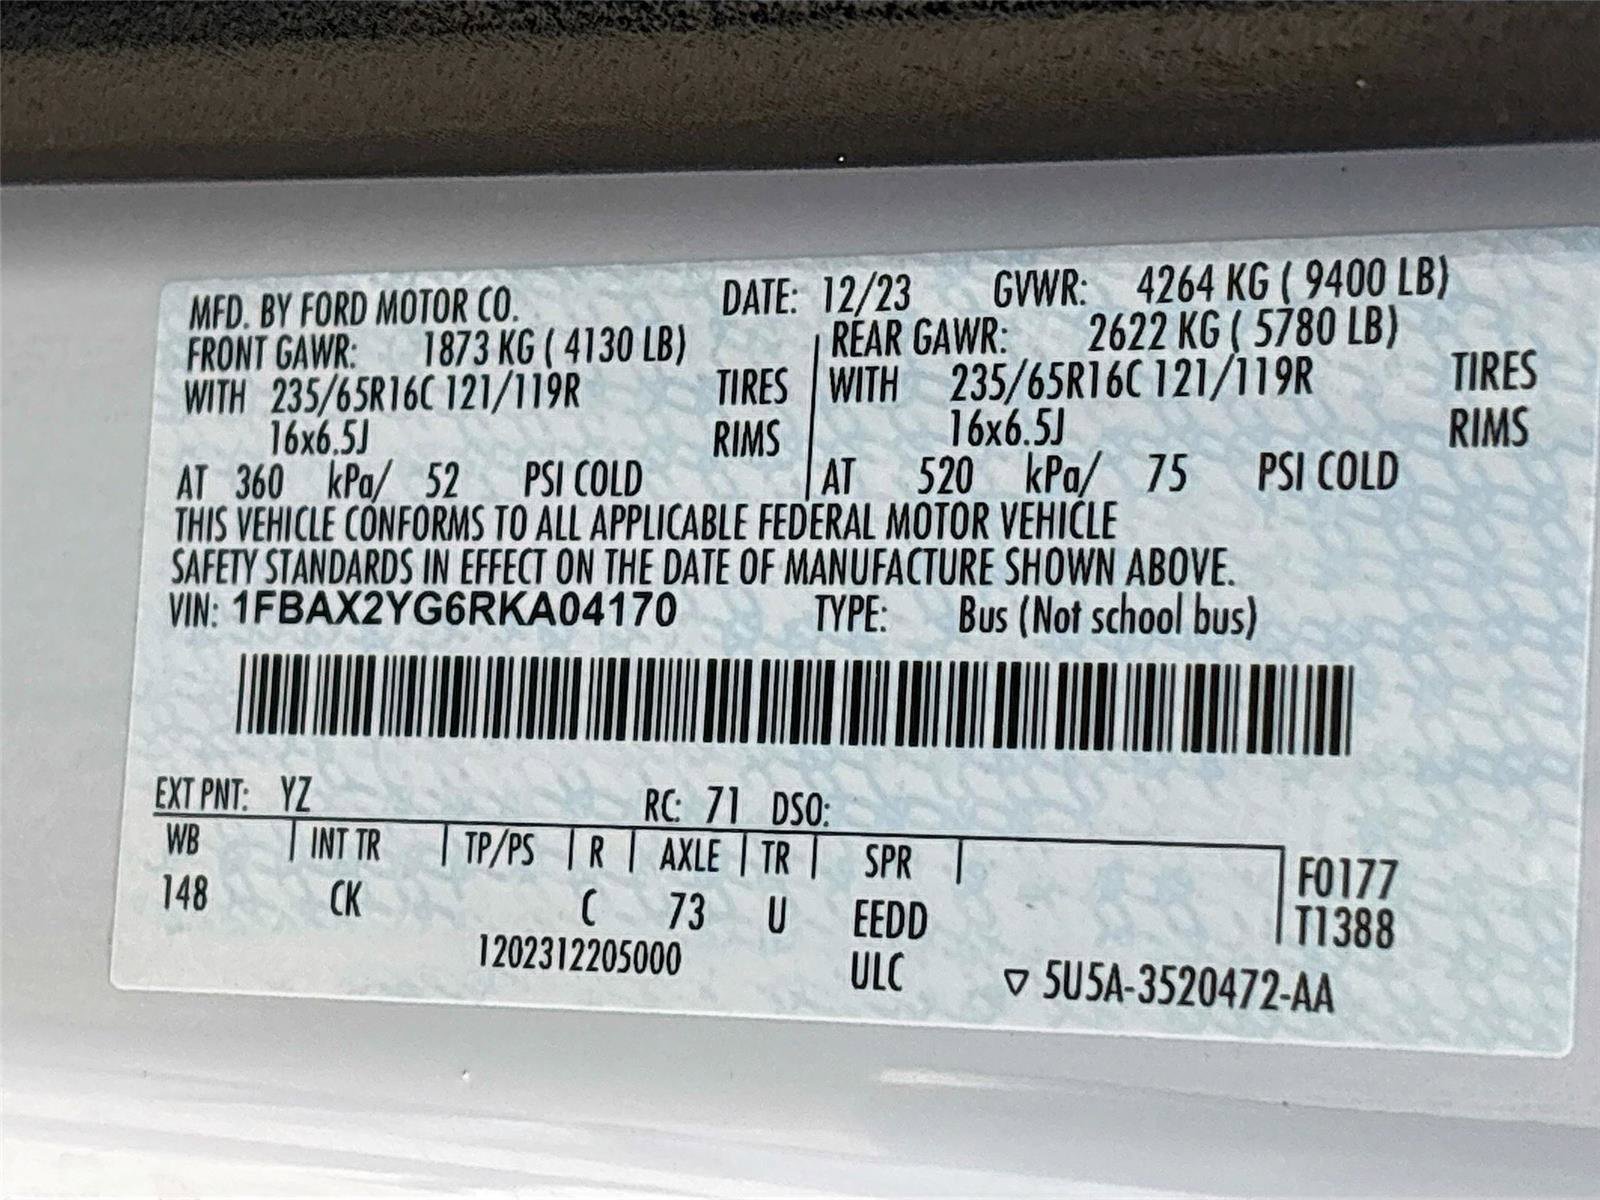 MFD. BY FORD MOTOR CO. DATE: 12/23 GVWR: 4264 KG ( 9400 LB)
FRONT GAWR: 1873 KG ( 4130 LB) REAR GAWR: 2622 KG ( 5780 LB)
WITH 235/65R16C 121/119R TIRES WITH 235/65R16C 121/119R TIRES
16x6.5J RIMS 16x6.5J RIMS
AT 360 kPa/ 52 PSI COLD AT 520 kPa/ 75 PSI COLD
THIS VEHICLE CONFORMS TO ALL APPLICABLE FEDERAL MOTOR VEHICLE
SAFETY STANDARDS IN EFFECT ON THE DATE OF MANUFACTURE SHOWN ABOVE.
VIN: 1FBAX2YG6RKA04170 TYPE: Bus (Not school bus)
EXT PNT: YZ RC: 71 DSO:
WB INT TR TP/PS R AXLE TR SPR F0177
148 CK C 73 U EEDD T1388
1202312205000 ULC ▽ 5U5A-3520472-AA